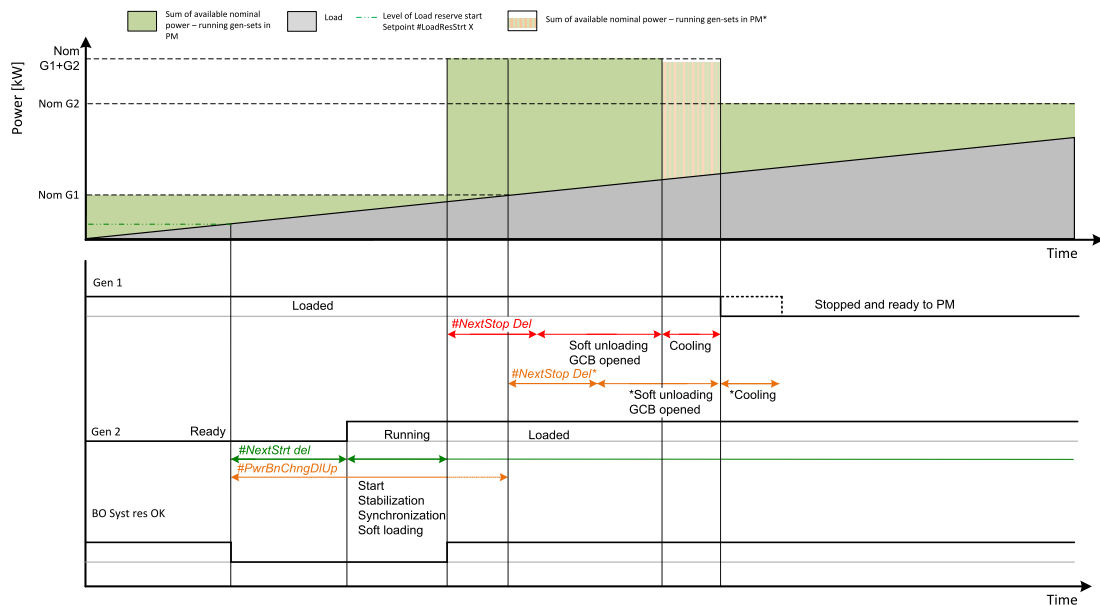 Sum of available nominal
power – running gen-sets in
PM
Load
Level of Load reserve start
Setpoint #LoadResStrt X
Sum of available nominal power – running gen-sets in PM*
Power [kW]
Nom
G1+G2
Nom G2
Nom G1
Time
Gen 1
Loaded
Stopped and ready to PM
#NextStop Del
Soft unloading
GCB opened
Cooling
#NextStop Del*
*Soft unloading
GCB opened
*Cooling
Gen 2
Ready
Running
Loaded
#NextStrt del
#PwrBnChngDlUp
Start
Stabilization
Synchronization
Soft loading
BO Syst res OK
Time